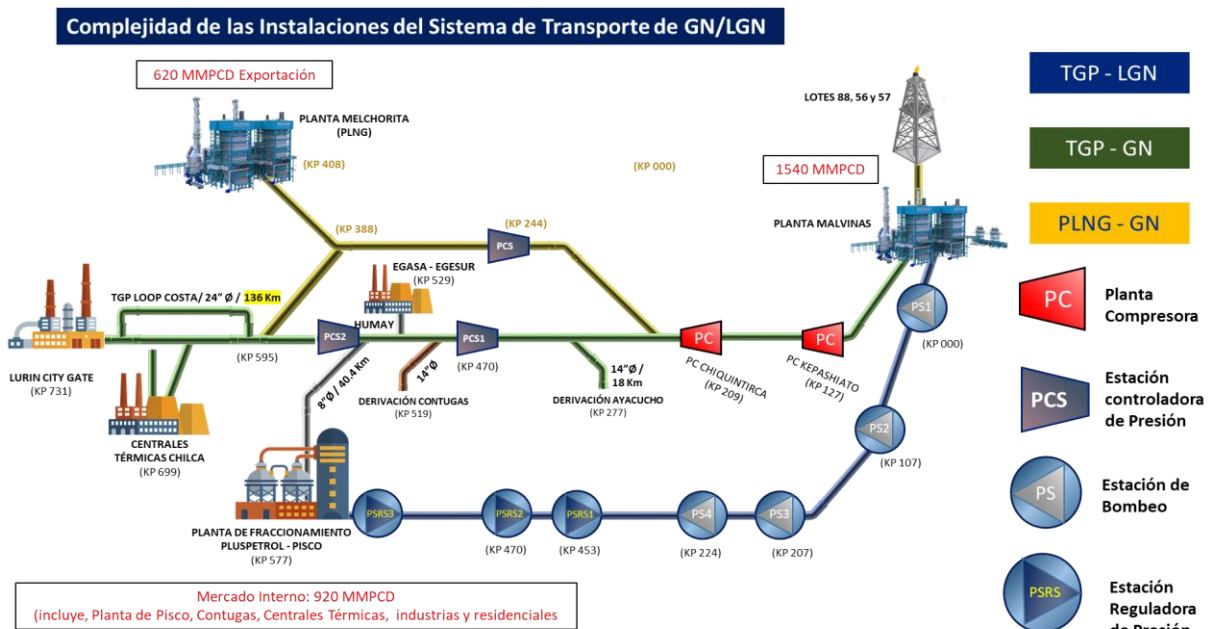 Complejidad de las Instalaciones del Sistema de Transporte de GN/LGN
620 MMPCD Exportación
PLANTA MELCHORITA
(PLNG)
(KP 408)
(KP 000)
LOTES 88, 56 y 57
1540 MMPCD
PLANTA MALVINAS
(KP 388)
(KP 244)
PCS
EGASA - EGESUR
(KP 529)
TGP LOOP COSTA/ 24” Ø / 136 Km
HUMAY
PCS2
PCS1
PC
PC
PS1
(KP 000)
(KP 595)
(KP 470)
PC CHIQUINTIRCA
(KP 209)
PC KEPASHIATO
(KP 127)
LURIN CITY GATE
(KP 731)
8”Ø / 40.4 Km
14”Ø
DERIVACIÓN CONTUGAS
(KP 519)
14”Ø /
18 Km
DERIVACIÓN AYACUCHO
(KP 277)
CENTRALES
TÉRMICAS CHILCA
(KP 699)
PS2
(KP 107)
PLANTA DE FRACCIONAMIENTO
PLUSPETROL - PISCO
(KP 577)
PSRS3
PSRS2
(KP 470)
PSRS1
(KP 453)
PS4
(KP 224)
PS3
(KP 207)
Mercado Interno: 920 MMPCD
(incluye, Planta de Pisco, Contugas, Centrales Térmicas, industrias y residenciales
TGP - LGN
TGP - GN
PLNG - GN
PC
Planta
Compresora
PCS
Estación
controladora
de Presión
PS
Estación de
Bombeo
PSRS
Estación
Reguladora
de Presión